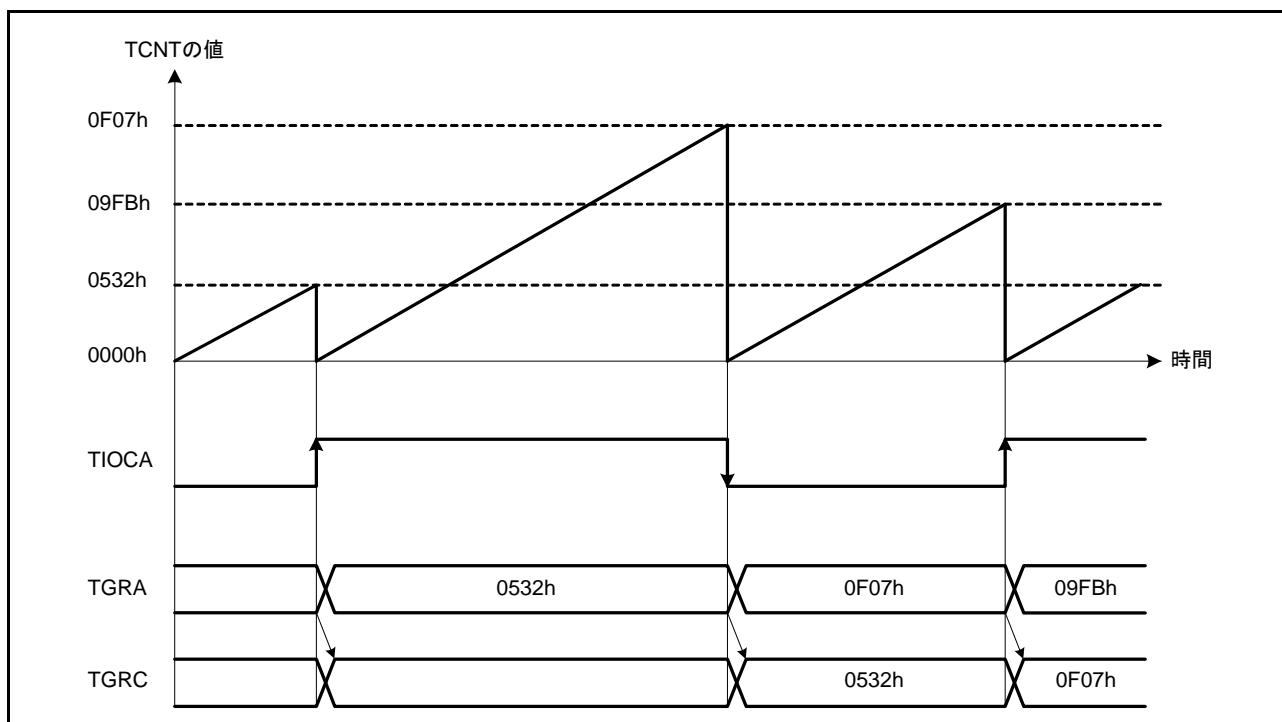 TCNTの値
0F07h
09FBh
0532h
0000h
時間
TIOCA
TGRA
0532h
0F07h
09FBh
TGRC
0532h
0F07h